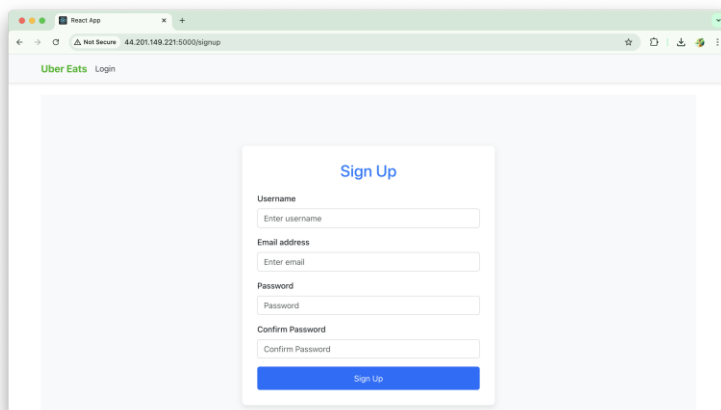 React App
Not Secure 44.201.149.221:5000/signup
Uber Eats Login
Sign Up
Username
Enter username
Email address
Enter email
Password
Password
Confirm Password
Confirm Password
Sign Up